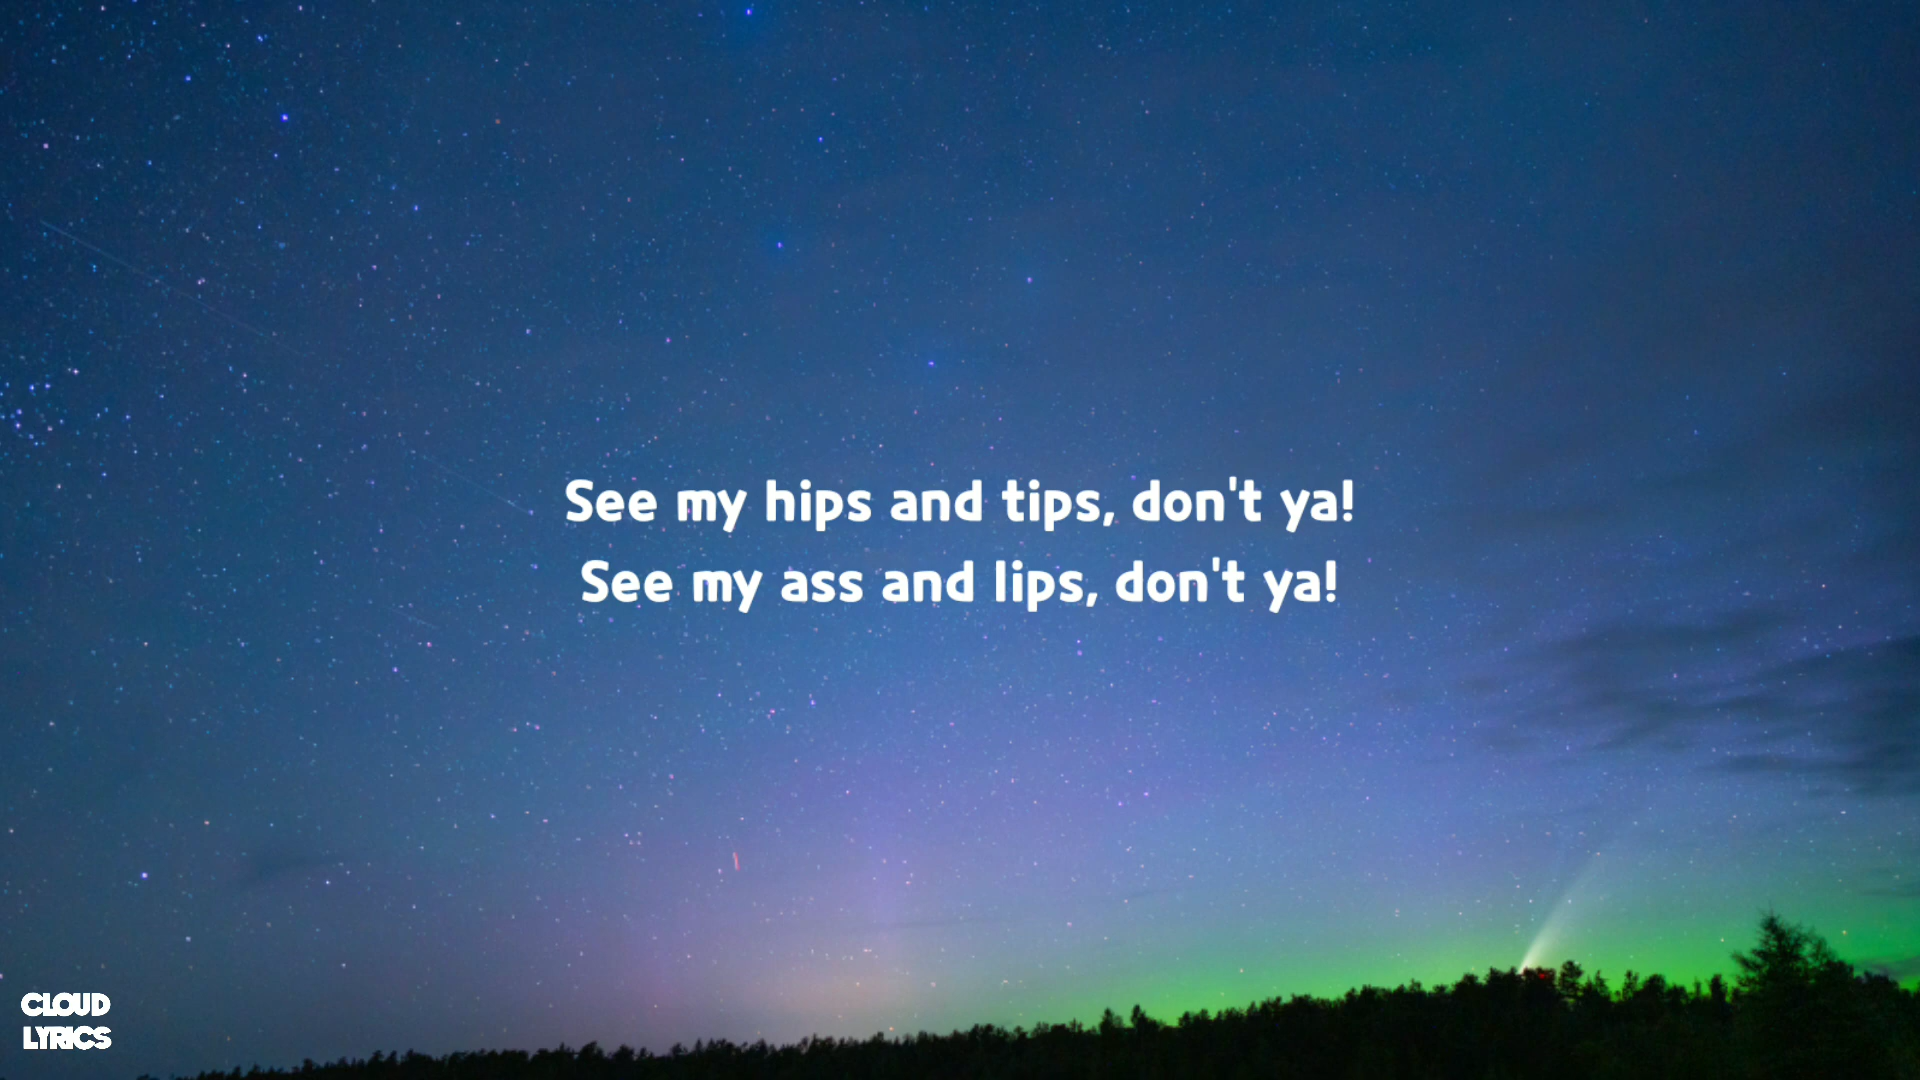 See my hips and tips, don't ya!
See my ass and lips, don't ya!
CLOUD
LYRICS